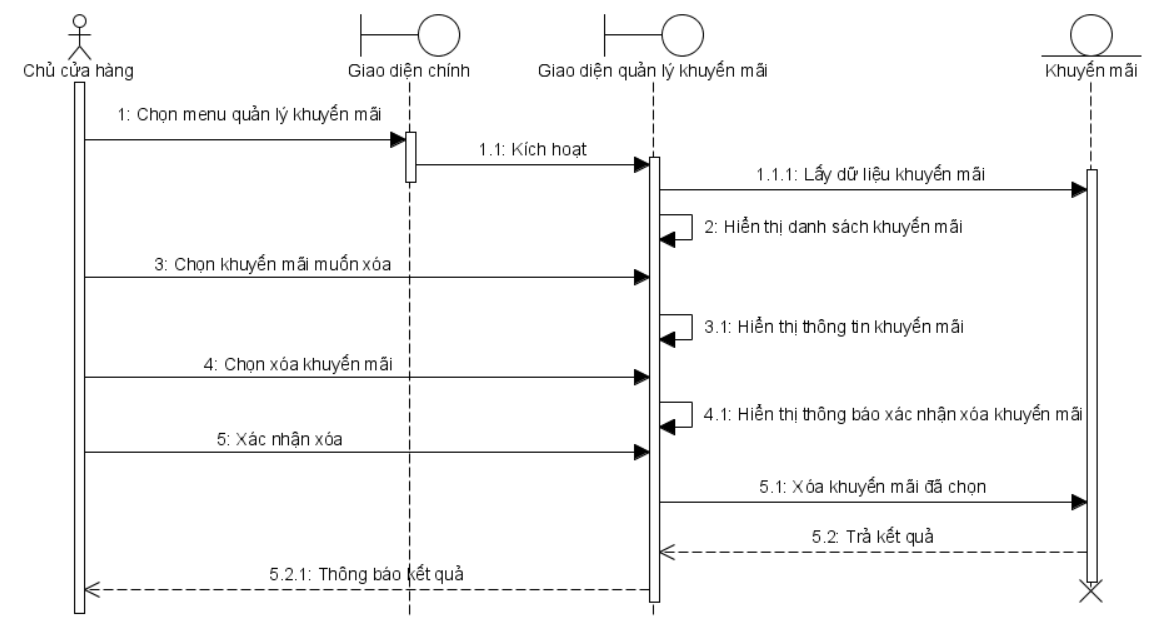 Chủ cửa hàng
Giao diện chính
Giao diện quản lý khuyến mãi
Khuyến mãi
1: Chọn menu quản lý khuyến mãi
1.1: Kích hoạt
1.1.1: Lấy dữ liệu khuyến mãi
2: Hiển thị danh sách khuyến mãi
3: Chọn khuyến mãi muốn xóa
3.1: Hiển thị thông tin khuyến mãi
4: Chọn xóa khuyến mãi
4.1: Hiển thị thông báo xác nhận xóa khuyến mãi
5: Xác nhận xóa
5.1: Xóa khuyến mãi đã chọn
5.2: Trả kết quả
5.2.1: Thông báo kết quả